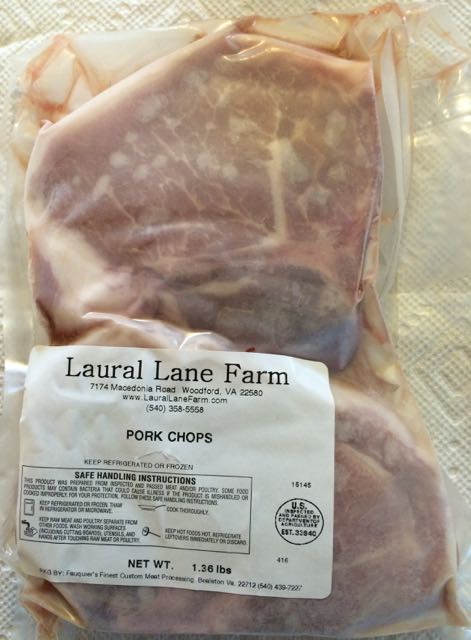 Laural Lane Farm
7174 Macedonia Road Woodford, VA 22580
www.LauralLaneFarm.com
(540) 358-5558
PORK CHOPS
KEEP REFRIGERATED OR FROZEN
SAFE HANDLING INSTRUCTIONS
THIS PRODUCT WAS PREPARED FROM INSPECTED AND PASSED MEAT AND/OR POULTRY. SOME FOOD
PRODUCTS MAY CONTAIN BACTERIA THAT COULD CAUSE ILLNESS IF THE PRODUCT IS MISHANDLED OR
COOKED IMPROPERLY. FOR YOUR PROTECTION, FOLLOW THESE SAFE HANDLING INSTRUCTIONS.
KEEP REFRIGERATED OR FROZEN. THAW
IN REFRIGERATOR OR MICROWAVE.
COOK THOROUGHLY.
KEEP RAW MEAT AND POULTRY SEPARATE FROM
OTHER FOODS. WASH WORKING SURFACES
(INCLUDING CUTTING BOARDS), UTENSILS, AND
HANDS AFTER TOUCHING RAW MEAT OR POULTRY.
KEEP HOT FOODS HOT. REFRIGERATE
LEFTOVERS IMMEDIATELY OR DISCARD.
15145
U.S.
INSPECTED
AND PASSED BY
DEPARTMENT OF
AGRICULTURE
EST. 33940
416
NET WT. 1.36 lbs
PKG BY: Fauquier's Finest Custom Meat Processing, Bealeton Va. 22712 (540) 439-7227